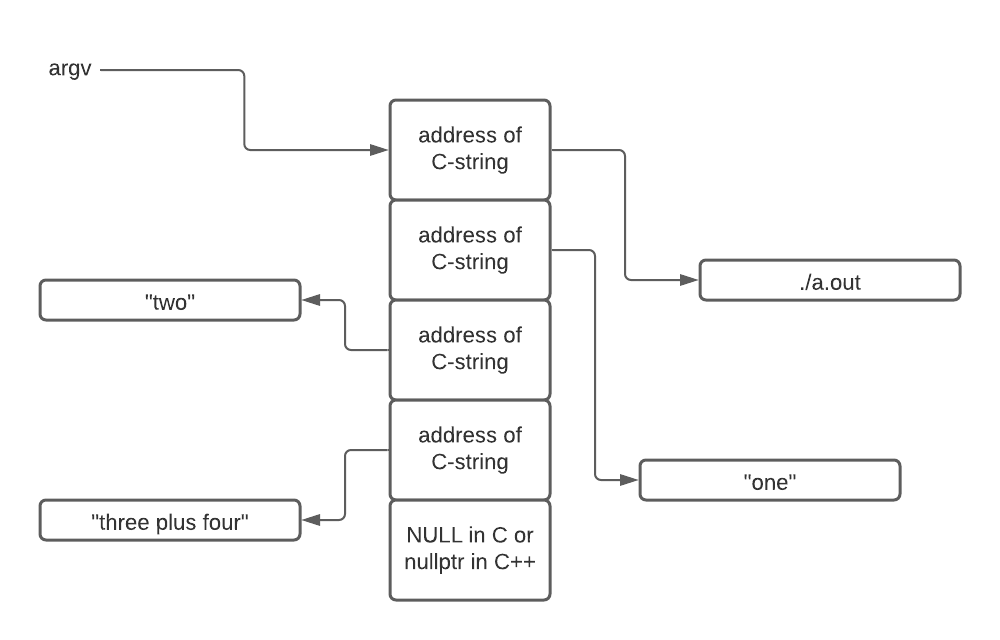 argv
address of
C-string
address of
C-string
./a.out
"two"
address of
C-string
address of
C-string
"one"
"three plus four"
NULL in C or
nullptr in C++